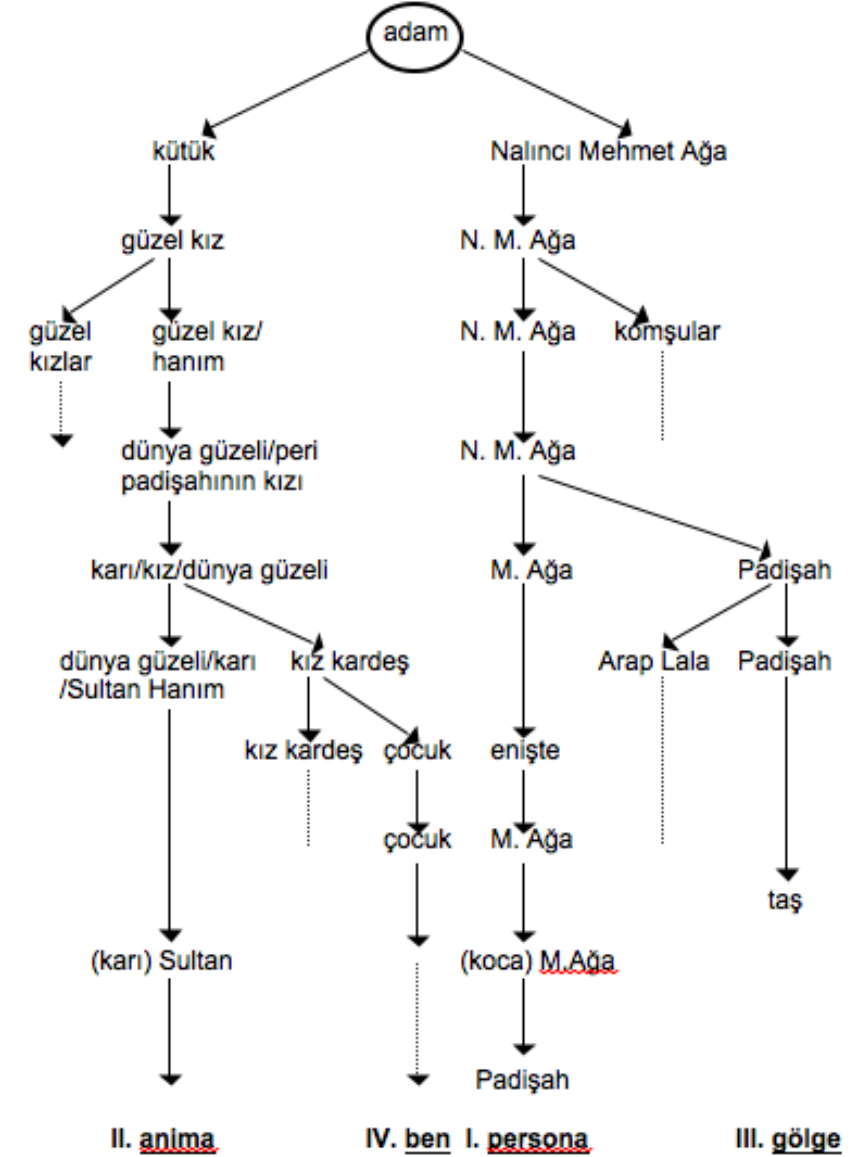 adam
kütük Nalıncı Mehmet Ağa
güzel kız N. M. Ağa
güzel güzel kız/ N. M. Ağa komşular
kızlar hanım
dünya güzeli/peri N. M. Ağa
padişahının kızı
karı/kız/dünya güzeli M. Ağa Padişah
dünya güzeli/karı kız kardeş Arap Lala Padişah
/Sultan Hanım
kız kardeş çocuk enişte
çocuk M. Ağa
taş
(karı) Sultan (koca) M.Ağa
Padişah
II. anima IV. ben I. persona III. gölge